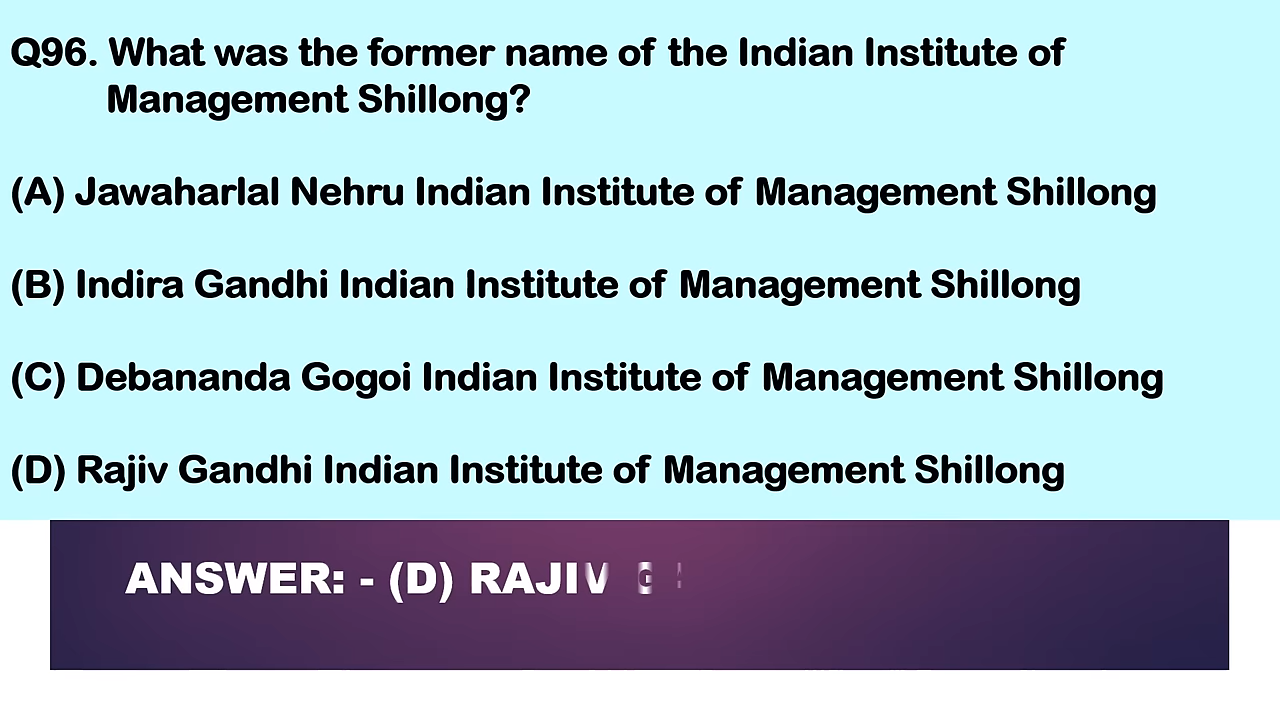 Q96. What was the former name of the Indian Institute of
Management Shillong?
(A) Jawaharlal Nehru Indian Institute of Management Shillong
(B) Indira Gandhi Indian Institute of Management Shillong
(C) Debananda Gogoi Indian Institute of Management Shillong
(D) Rajiv Gandhi Indian Institute of Management Shillong
ANSWER: - (D) RAJIV